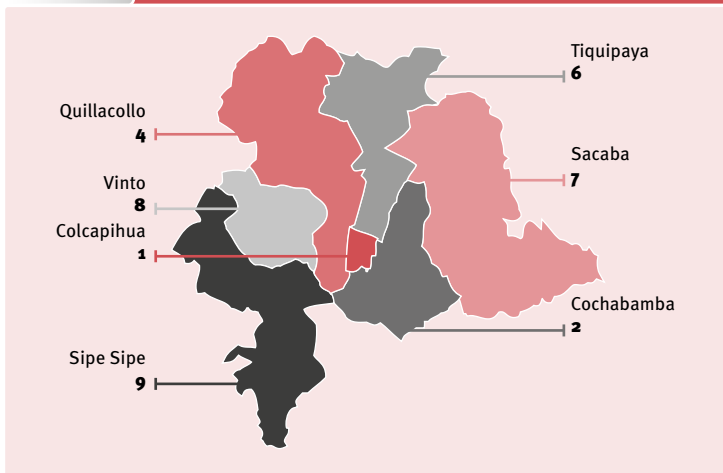 Tiquipaya
6
Quillacollo
4
Sacaba
7
Vinto
8
Colcapihua
1
Cochabamba
2
Sipe Sipe
9